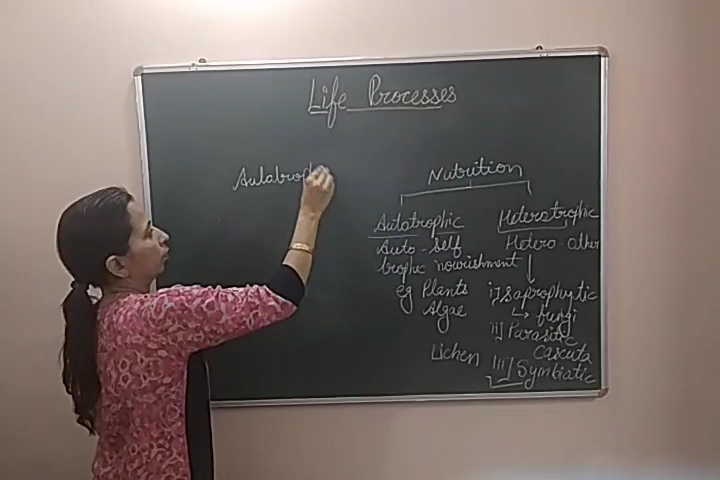 Life Processes
Autotroph
Nutrition
Autotrophic
Auto - self
trophic nourishment
eg Plants
Algae
Heterotrophic
Hetero - other
i] Saprophytic
↳ fungi
ii] Parasitic
Cascuta
Lichen
iii] Symbiatic